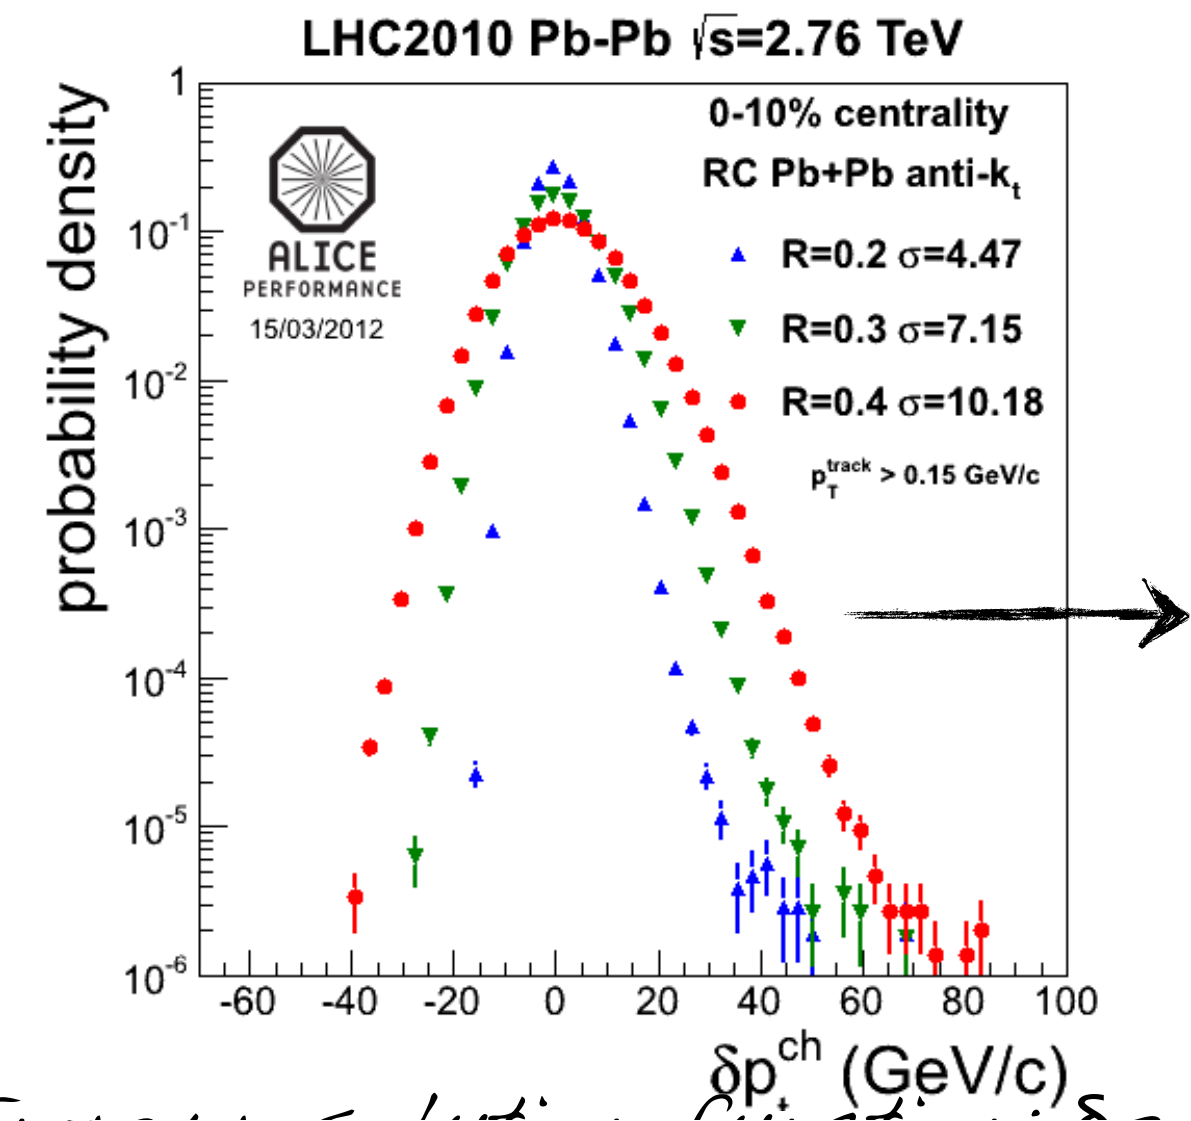 LHC2010 Pb-Pb √s=2.76 TeV
probability density
1
10⁻¹
10⁻²
10⁻³
10⁻⁴
10⁻⁵
10⁻⁶
ALICE
PERFORMANCE
15/03/2012
0-10% centrality
RC Pb+Pb anti-kₜ
R=0.2 σ=4.47
R=0.3 σ=7.15
R=0.4 σ=10.18
p_T^track > 0.15 GeV/c
-60 -40 -20 0 20 40 60 80 100
δp_t^ch (GeV/c)